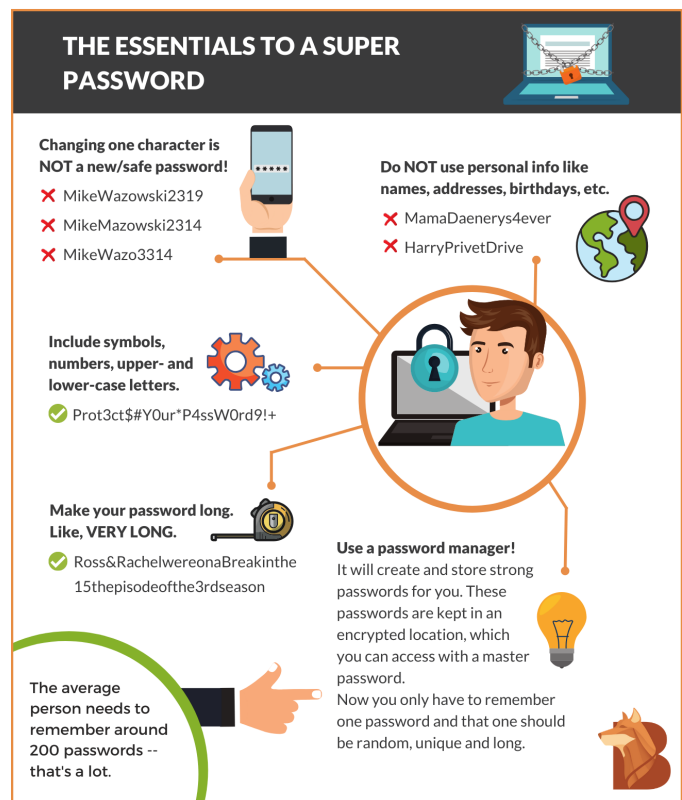 THE ESSENTIALS TO A SUPER
PASSWORD
Changing one character is
NOT a new/safe password!
MikeWazowski2319
MikeMazowski2314
MikeWazo3314
*****
Do NOT use personal info like
names, addresses, birthdays, etc.
MamaDaenerys4ever
HarryPrivetDrive
Include symbols,
numbers, upper- and
lower-case letters.
Prot3ct$#Y0ur*P4ssW0rd9!+
Make your password long.
Like, VERY LONG.
Ross&RachelwereonaBreakinthe
15thepisodeofthe3rdseason
Use a password manager!
It will create and store strong
passwords for you. These
passwords are kept in an
encrypted location, which
you can access with a master
password.
Now you only have to remember
one password and that one should
be random, unique and long.
The average
person needs to
remember around
200 passwords --
that's a lot.
B